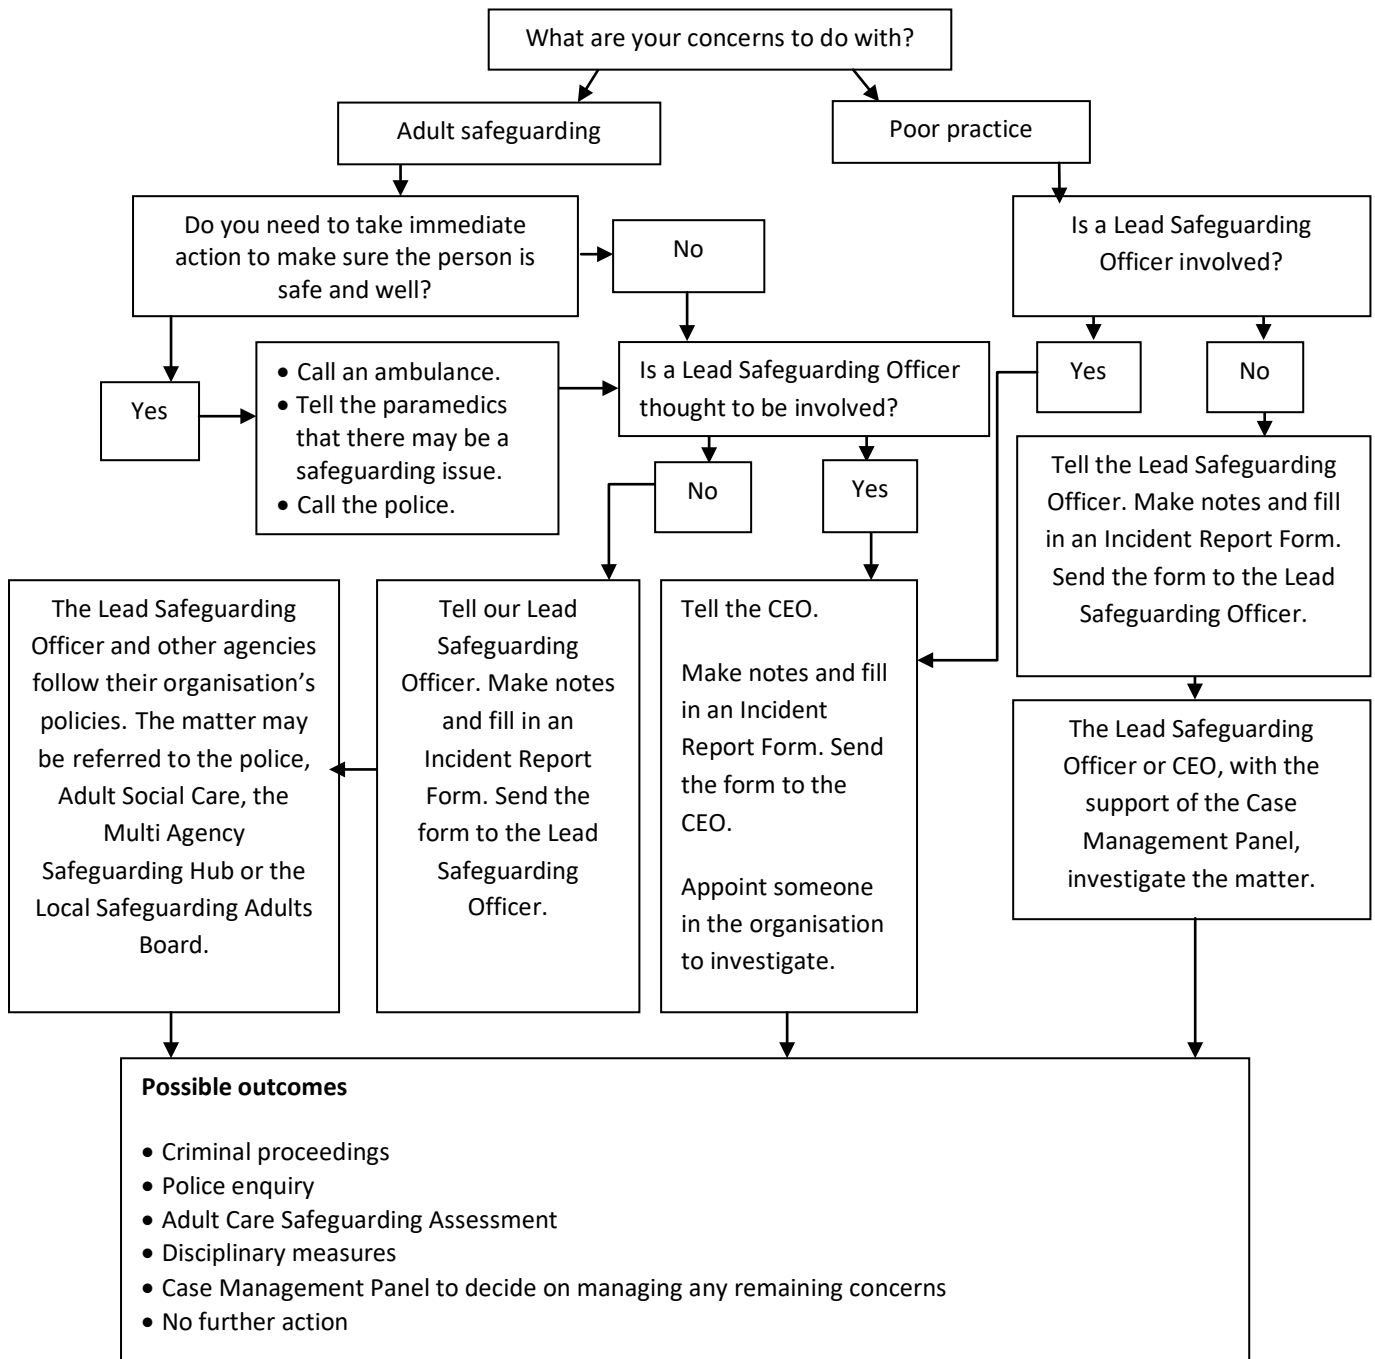 What are your concerns to do with?
Adult safeguarding
Poor practice
Do you need to take immediate
action to make sure the person is
safe and well?
No
Is a Lead Safeguarding
Officer involved?
Yes
• Call an ambulance.
• Tell the paramedics
that there may be a
safeguarding issue.
• Call the police.
Is a Lead Safeguarding Officer
thought to be involved?
Yes
No
No
Yes
Tell the Lead Safeguarding
Officer. Make notes and fill
in an Incident Report Form.
Send the form to the Lead
Safeguarding Officer.
The Lead Safeguarding
Officer and other agencies
follow their organisation’s
policies. The matter may
be referred to the police,
Adult Social Care, the
Multi Agency
Safeguarding Hub or the
Local Safeguarding Adults
Board.
Tell our Lead
Safeguarding
Officer. Make notes
and fill in an
Incident Report
Form. Send the
form to the Lead
Safeguarding
Officer.
Tell the CEO.
Make notes and fill
in an Incident
Report Form. Send
the form to the
CEO.
Appoint someone
in the organisation
to investigate.
The Lead Safeguarding
Officer or CEO, with the
support of the Case
Management Panel,
investigate the matter.
Possible outcomes
• Criminal proceedings
• Police enquiry
• Adult Care Safeguarding Assessment
• Disciplinary measures
• Case Management Panel to decide on managing any remaining concerns
• No further action